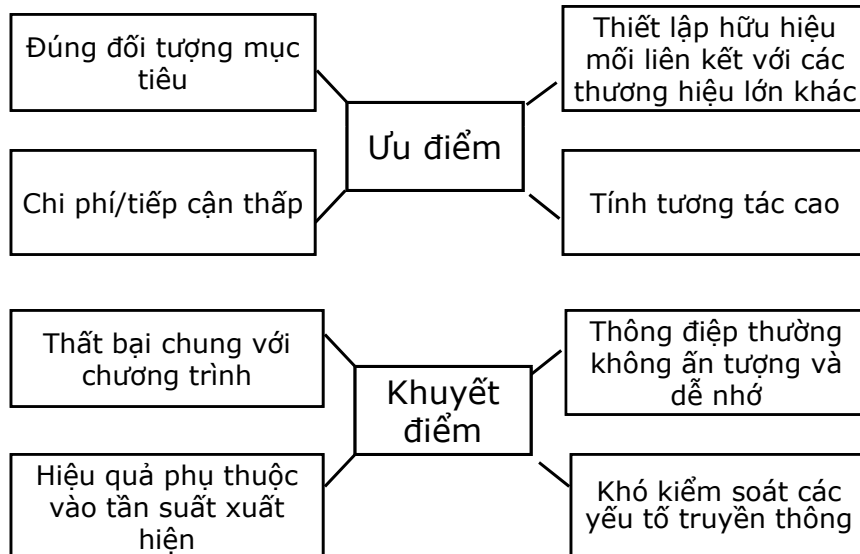 Đúng đối tượng mục
tiêu
Thiết lập hữu hiệu
mối liên kết với các
thương hiệu lớn khác
Ưu điểm
Chi phí/tiếp cận thấp
Tính tương tác cao
Thất bại chung với
chương trình
Thông điệp thường
không ấn tượng và
dễ nhớ
Khuyết
điểm
Hiệu quả phụ thuộc
vào tần suất xuất
hiện
Khó kiểm soát các
yếu tố truyền thông